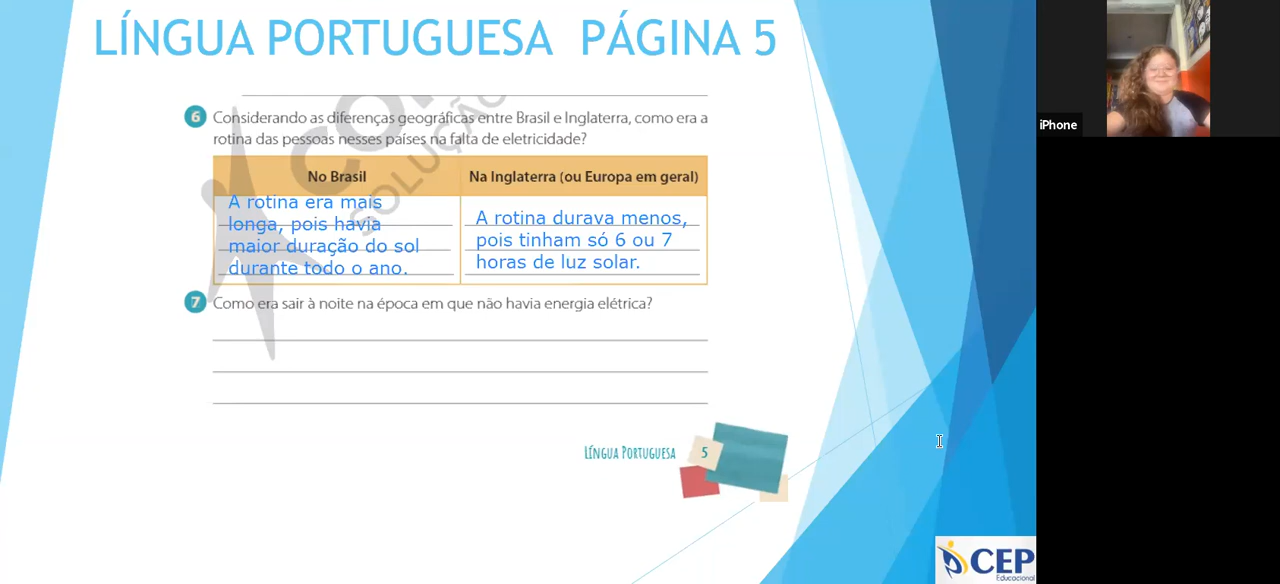 LÍNGUA PORTUGUESA PÁGINA 5
6 Considerando as diferenças geográficas entre Brasil e Inglaterra, como era a
rotina das pessoas nesses países na falta de eletricidade?
No Brasil
A rotina era mais
longa, pois havia
maior duração do sol
durante todo o ano.
Na Inglaterra (ou Europa em geral)
A rotina durava menos,
pois tinham só 6 ou 7
horas de luz solar.
7 Como era sair à noite na época em que não havia energia elétrica?
LÍNGUA PORTUGUESA 5
CEP
Educacional
iPhone